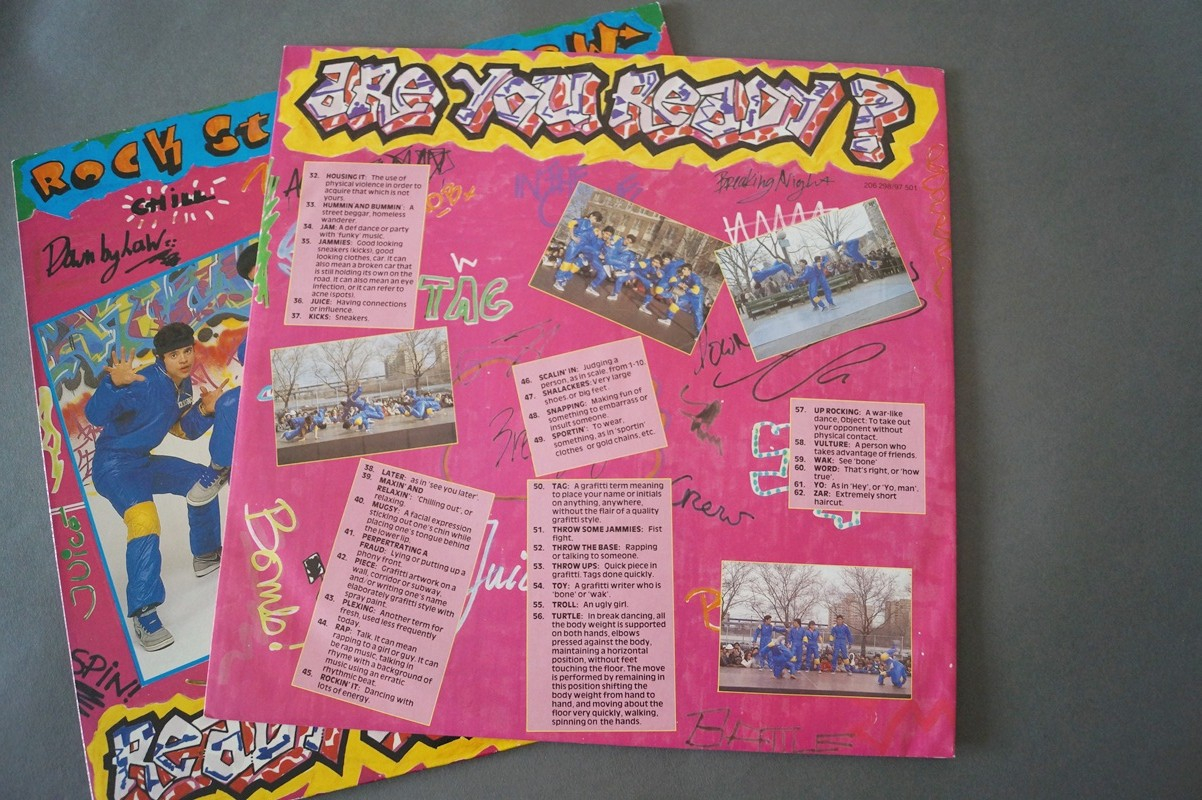 ROCK St
CHILL
Down by Law
JUICE
SPIN!
READY
ARE YOU READY?
Breaking Nights
206 298/97 501
32. HOUSING IT: The use of
physical violence in order to
acquire that which is not
yours.
33. HUMMIN AND BUMMIN': A
street beggar, homeless
wanderer.
34. JAM: A def dance or party
with 'funky' music.
35. JAMMIES: Good looking
sneakers (kicks), good
looking clothes, car. It can
also mean a broken car that
is still holding its own on the
road. It can also mean an eye
infection, or it can refer to
acne (spots).
36. JUICE: Having connections
or influence.
37. KICKS: Sneakers.
TAG
38. LATER: as in 'see you later'.
39. MAXIN' AND
RELAXIN': 'Chilling out', or
relaxing
40. MUGSY: A facial expression
sticking out one's chin while
placing one's tongue behind
the lower lip.
41. PERPERTRATING A
FRAUD: Lying or putting up a
phony front.
42. PIECE: Grafitti artwork on a
wall, corridor or subway,
and/or writing one's name
elaborately grafitti style with
spray paint.
43. PLEXING: Another term for
fresh, used less frequently
today.
44. RAP: Talk. It can mean
rapping to a girl or guy. It can
be rap music, talking in
rhyme with a background of
music using an erratic
rhythmic beat.
45. ROCKIN' IT: Dancing with
lots of energy.
46. SCALIN' IN: Judging a
person, as in scale, from 1-10.
47. SHALACKERS: Very large
shoes, or big feet.
48. SNAPPING: Making fun of
something to embarrass or
insult someone.
49. SPORTIN': To wear
something, as in 'sportin'
clothes' or gold chains, etc.
50. TAG: A grafitti term meaning
to place your name or initials
on anything, anywhere,
without the flair of a quality
grafitti style.
51. THROW SOME JAMMIES: Fist
fight.
52. THROW THE BASE: Rapping
or talking to someone.
53. THROW UPS: Quick piece in
grafitti. Tags done quickly.
54. TOY: A grafitti writer who is
'bone' or 'wak'.
55. TROLL: An ugly girl.
56. TURTLE: In break dancing, all
the body weight is supported
on both hands, elbows
pressed against the body,
maintaining a horizontal
position, without feet
touching the floor. The move
is performed by remaining in
this position shifting the
body weight from hand to
hand, and moving about the
floor very quickly, walking,
spinning on the hands.
57. UP ROCKING: A war-like
dance, Object: To take out
your opponent without
physical contact.
58. VULTURE: A person who
takes advantage of friends.
59. WAK: See 'bone'
60. WORD: That's right, or 'how
true'.
61. YO: As in 'Hey', or 'Yo, man'.
62. ZAR: Extremely short
haircut.
Crew
Bomb!
BATTLE